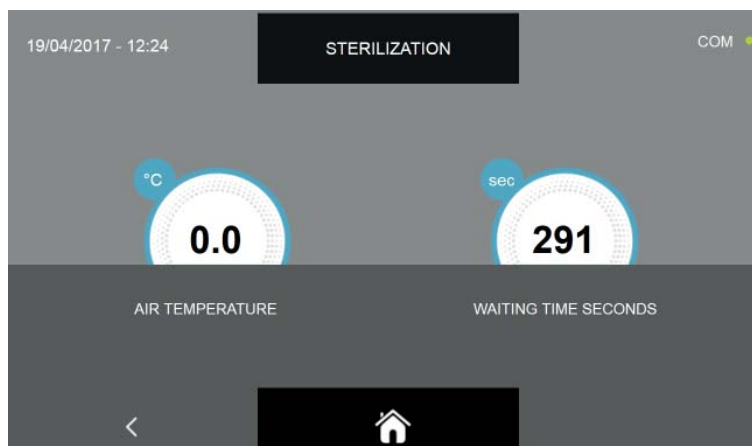 19/04/2017 - 12:24
STERILIZATION
COM
°C
sec
0.0
291
AIR TEMPERATURE
WAITING TIME SECONDS